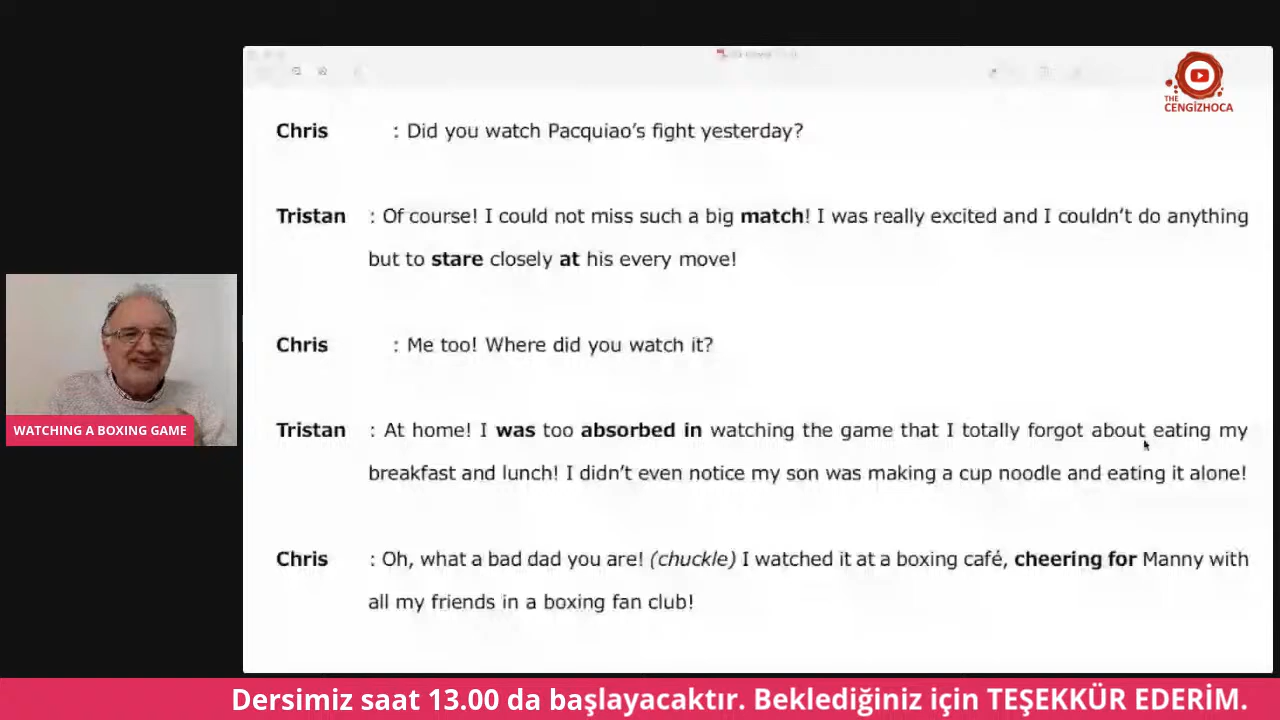 THE
CENGİZHOCA
Chris : Did you watch Pacquiao's fight yesterday?
Tristan : Of course! I could not miss such a big match! I was really excited and I couldn't do anything
but to stare closely at his every move!
Chris : Me too! Where did you watch it?
Tristan : At home! I was too absorbed in watching the game that I totally forgot about eating my
breakfast and lunch! I didn't even notice my son was making a cup noodle and eating it alone!
Chris : Oh, what a bad dad you are! (chuckle) I watched it at a boxing café, cheering for Manny with
all my friends in a boxing fan club!
WATCHING A BOXING GAME
Dersimiz saat 13.00 da başlayacaktır. Beklediğiniz için TEŞEKKÜR EDERİM.